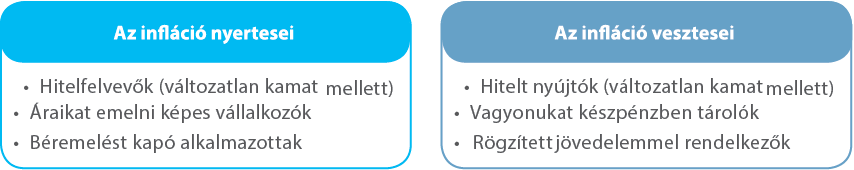 Az infláció nyertesei
• Hitelfelvevők (változatlan kamat mellett)
• Áraikat emelni képes vállalkozók
• Béremelést kapó alkalmazottak
Az infláció vesztesei
• Hitelt nyújtók (változatlan kamat mellett)
• Vagyonukat készpénzben tárolók
• Rögzített jövedelemmel rendelkezők